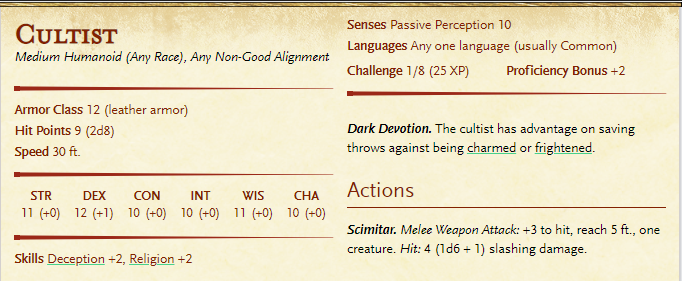 CULTIST
Medium Humanoid (Any Race), Any Non-Good Alignment
Armor Class 12 (leather armor)
Hit Points 9 (2d8)
Speed 30 ft.
STR DEX CON INT WIS CHA
11 (+0) 12 (+1) 10 (+0) 10 (+0) 11 (+0) 10 (+0)
Skills Deception +2, Religion +2
Senses Passive Perception 10
Languages Any one language (usually Common)
Challenge 1/8 (25 XP) Proficiency Bonus +2
Dark Devotion. The cultist has advantage on saving
throws against being charmed or frightened.
Actions
Scimitar. Melee Weapon Attack: +3 to hit, reach 5 ft., one
creature. Hit: 4 (1d6 + 1) slashing damage.